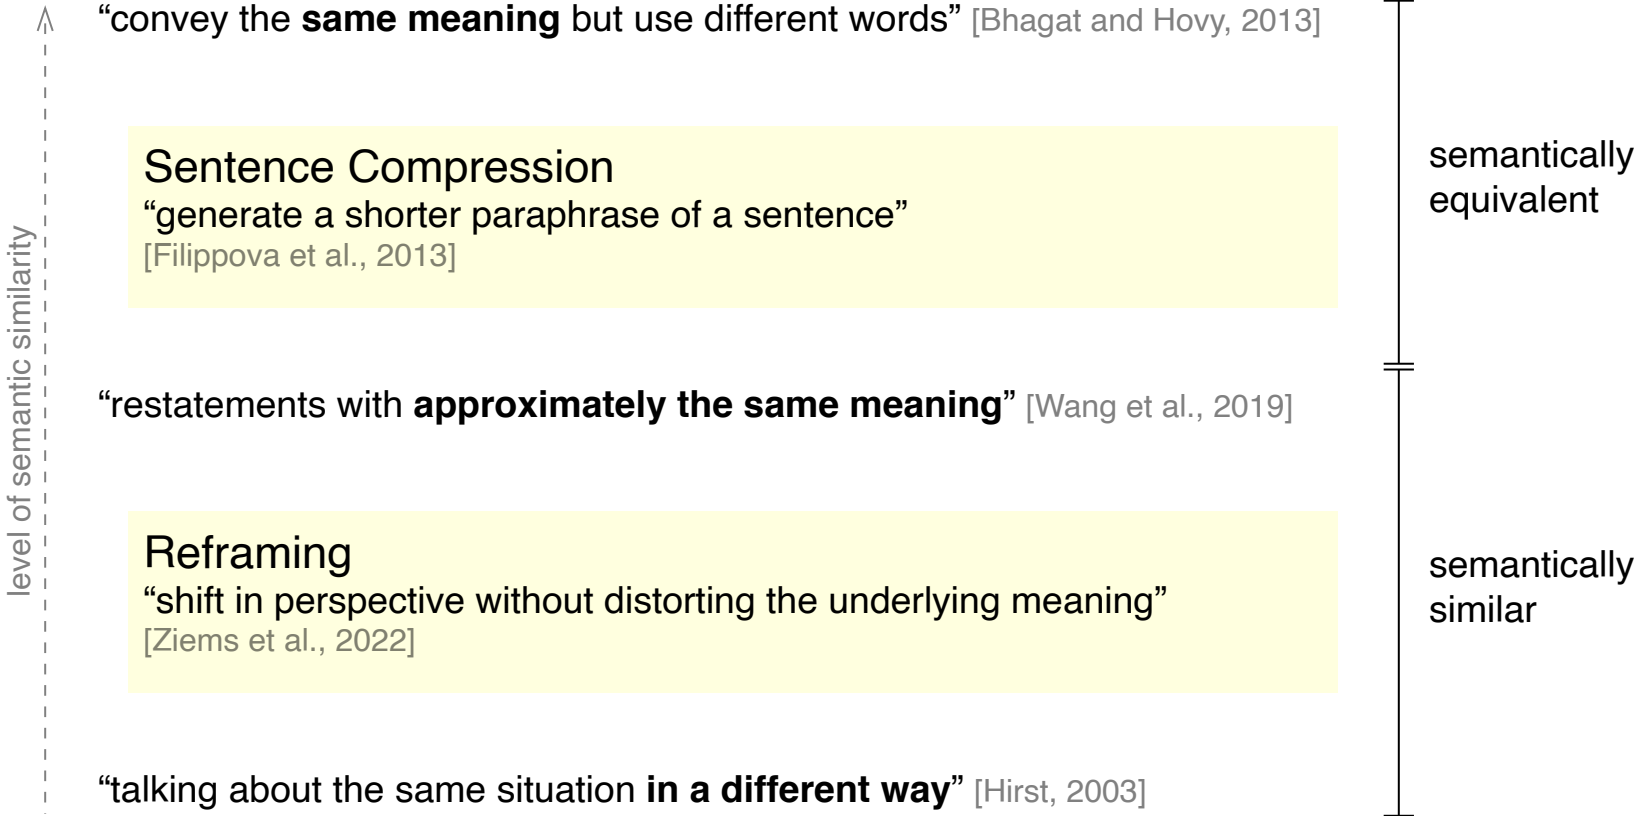 “convey the same meaning but use different words” [Bhagat and Hovy, 2013]
Sentence Compression
“generate a shorter paraphrase of a sentence”
[Filippova et al., 2013]
semantically
equivalent
level of semantic similarity
“restatements with approximately the same meaning” [Wang et al., 2019]
Reframing
“shift in perspective without distorting the underlying meaning”
[Ziems et al., 2022]
semantically
similar
“talking about the same situation in a different way” [Hirst, 2003]